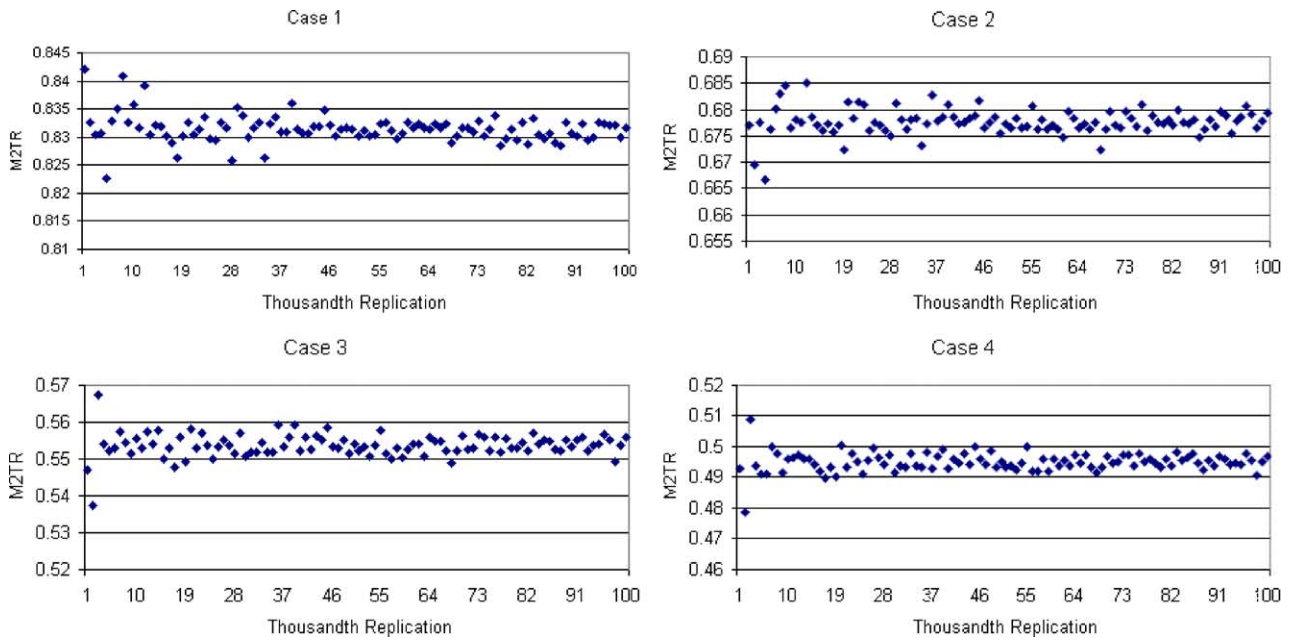 Case 1
0.845
0.84
0.835
0.83
0.825
0.82
0.815
0.81
M2TR
1 10 19 28 37 46 55 64 73 82 91 100
Thousandth Replication
Case 2
0.69
0.685
0.68
0.675
0.67
0.665
0.66
0.655
M2TR
1 10 19 28 37 46 55 64 73 82 91 100
Thousandth Replication
Case 3
0.57
0.56
0.55
0.54
0.53
0.52
M2TR
1 10 19 28 37 46 55 64 73 82 91 100
Thousandth Replication
Case 4
0.52
0.51
0.5
0.49
0.48
0.47
0.46
M2TR
1 10 19 28 37 46 55 64 73 82 91 100
Thousandth Replication